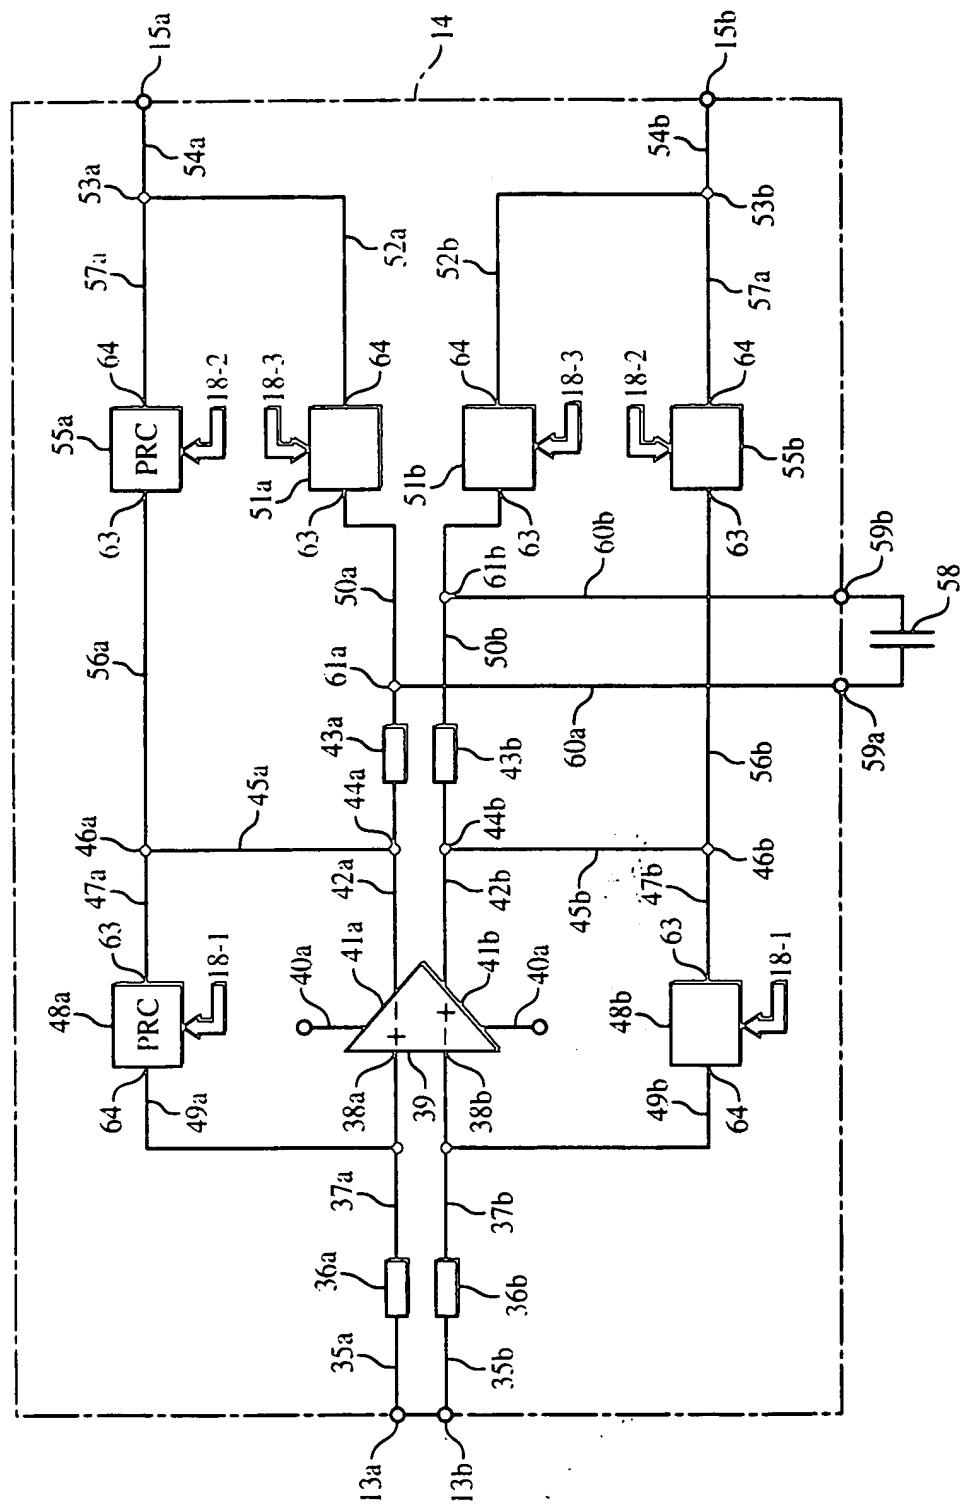 15a
14
15b
54a
53a
57a
52a
52b
54b
53b
57a
64
18-2
18-3
64
64
18-3
18-2
64
55a
PRC
51a
51b
55b
63
63
63
63
56a
50a
61a
61b
50b
60b
59b
58
43a
43b
60a
59a
56b
46a
45a
44a
44b
45b
46b
47a
42a
42b
47b
63
18-1
40a
41a
41b
40a
63
18-1
48a
PRC
− +
+ −
48b
64
49a
38a
39
38b
49b
64
37a
37b
36a
36b
35a
35b
13a
13b